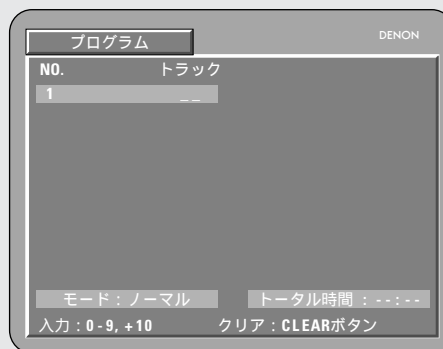 プログラム
DENON
NO. トラック
1 _ _
モード：ノーマル トータル時間 : - - : - -
入力：0 - 9, +10 クリア：CLEARボタン